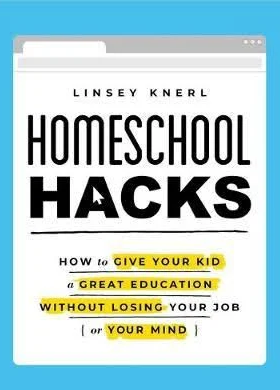 LINSEY KNERL
HOMESCHOOL
HACKS
HOW to GIVE YOUR KID
a GREAT EDUCATION
WITHOUT LOSING YOUR JOB
{ or YOUR MIND }